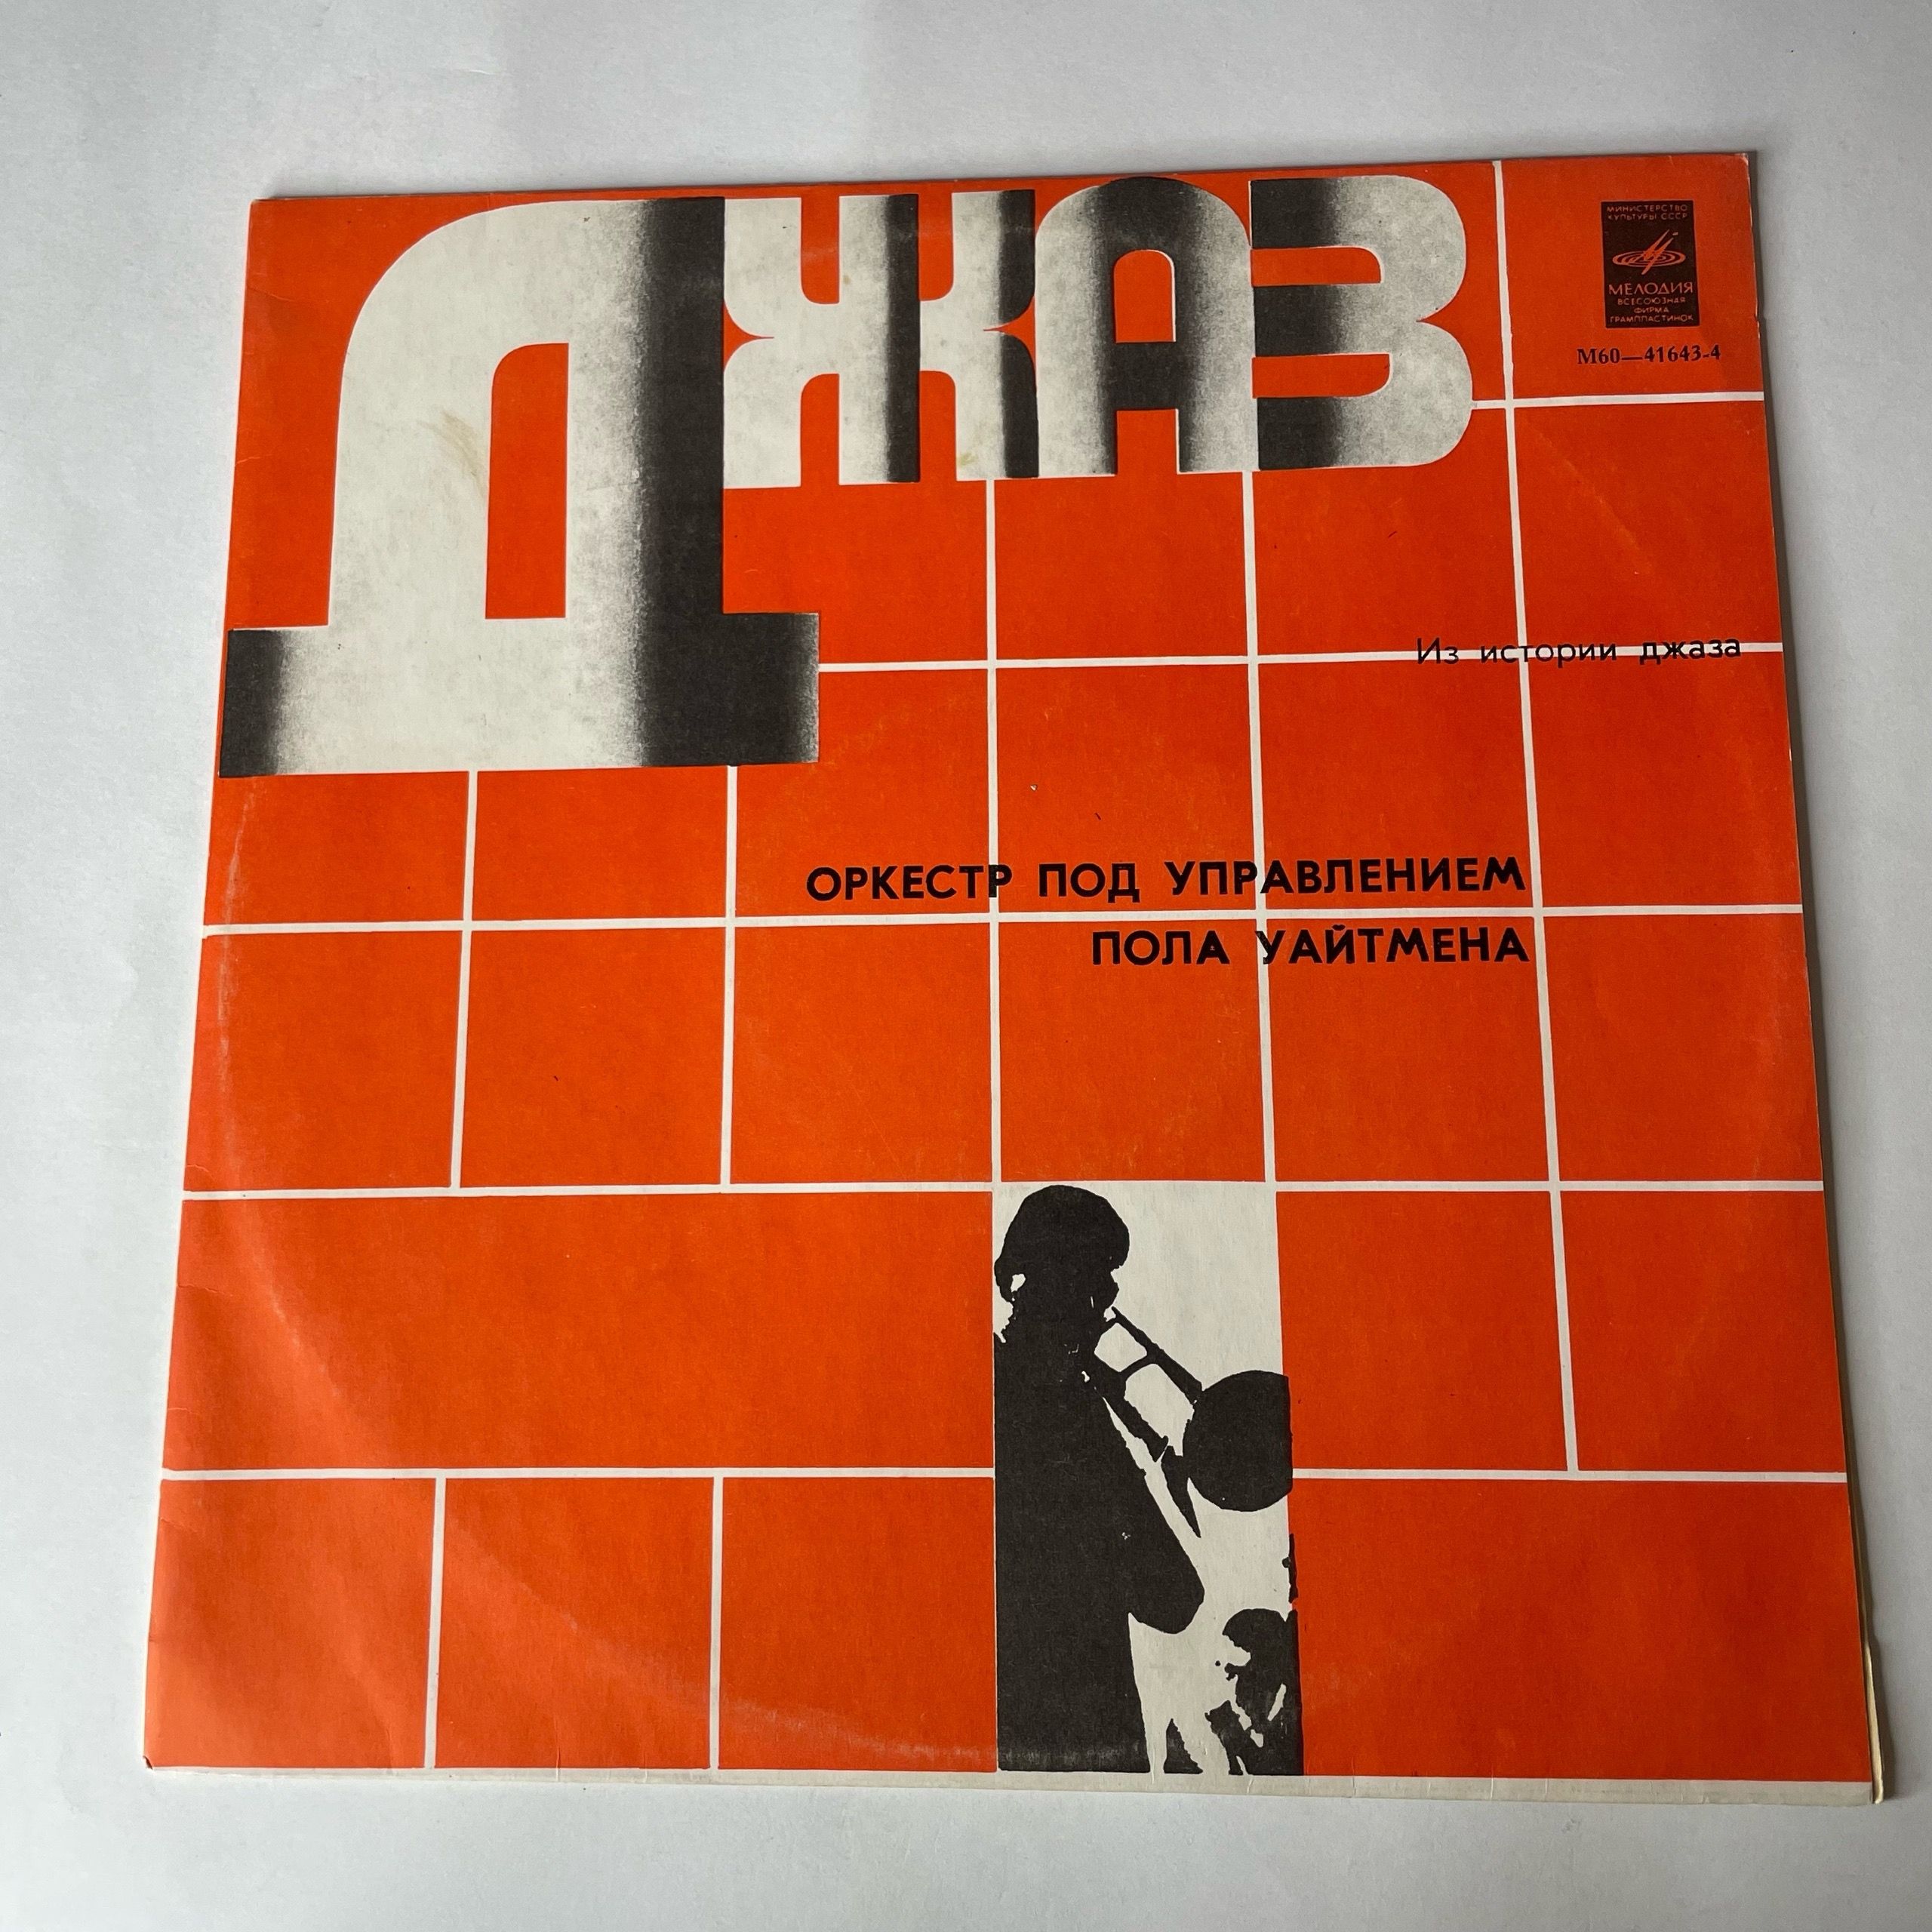 ДЖАЗ
МИНИСТЕРСТВО
КУЛЬТУРЫ СССР
МЕЛОДИЯ
ВСЕСОЮЗНАЯ
ФИРМА
ГРАМПЛАСТИНОК
М60—41643-4
Из истории джаза
ОРКЕСТР ПОД УПРАВЛЕНИЕМ
ПОЛА УАЙТМЕНА